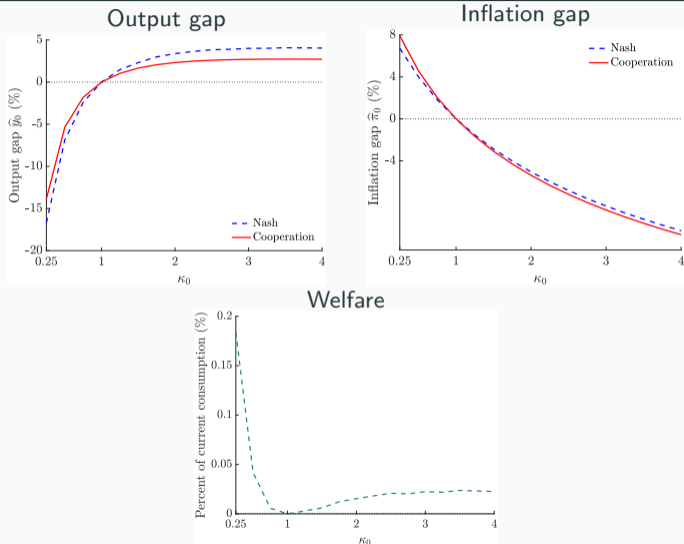 Output gap
Output gap ŷ₀ (%)
5
0
-5
-10
-15
-20
0.25
1
2
3
4
κ₀
Nash
Cooperation
Inflation gap
Inflation gap π̂₀ (%)
8
4
0
-4
0.25
1
2
3
4
κ₀
Nash
Cooperation
Welfare
Percent of current consumption (%)
0.2
0.15
0.1
0.05
0
0.25
1
2
3
4
κ₀